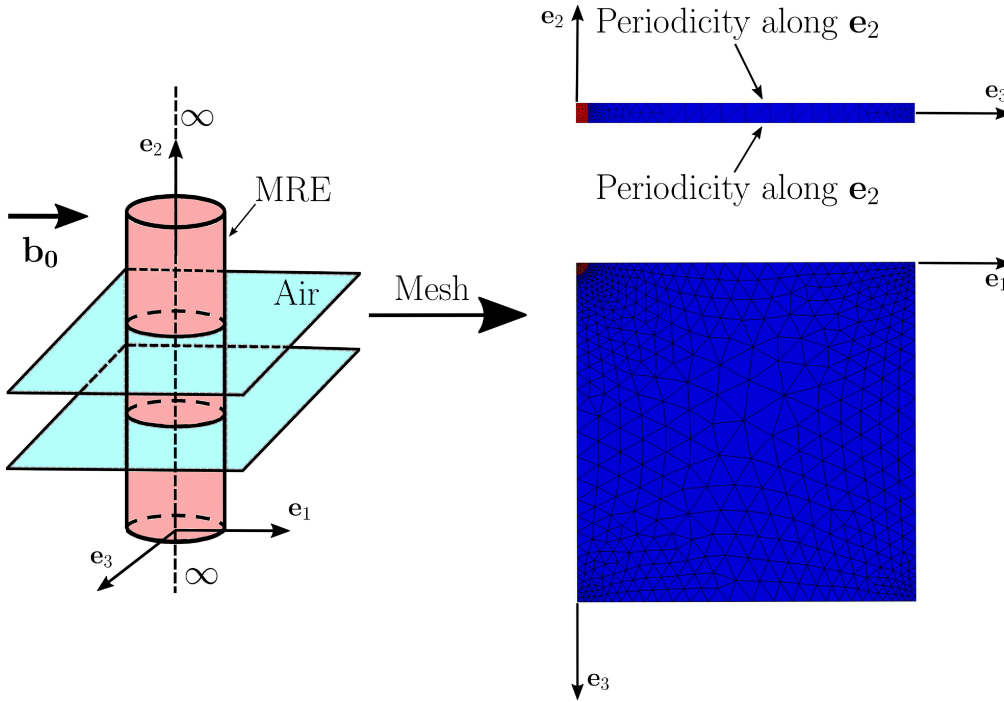 ∞
e₂
MRE
b₀
Air
e₁
e₃
∞
Mesh
e₂
Periodicity along e₂
e₃
Periodicity along e₂
e₁
e₃